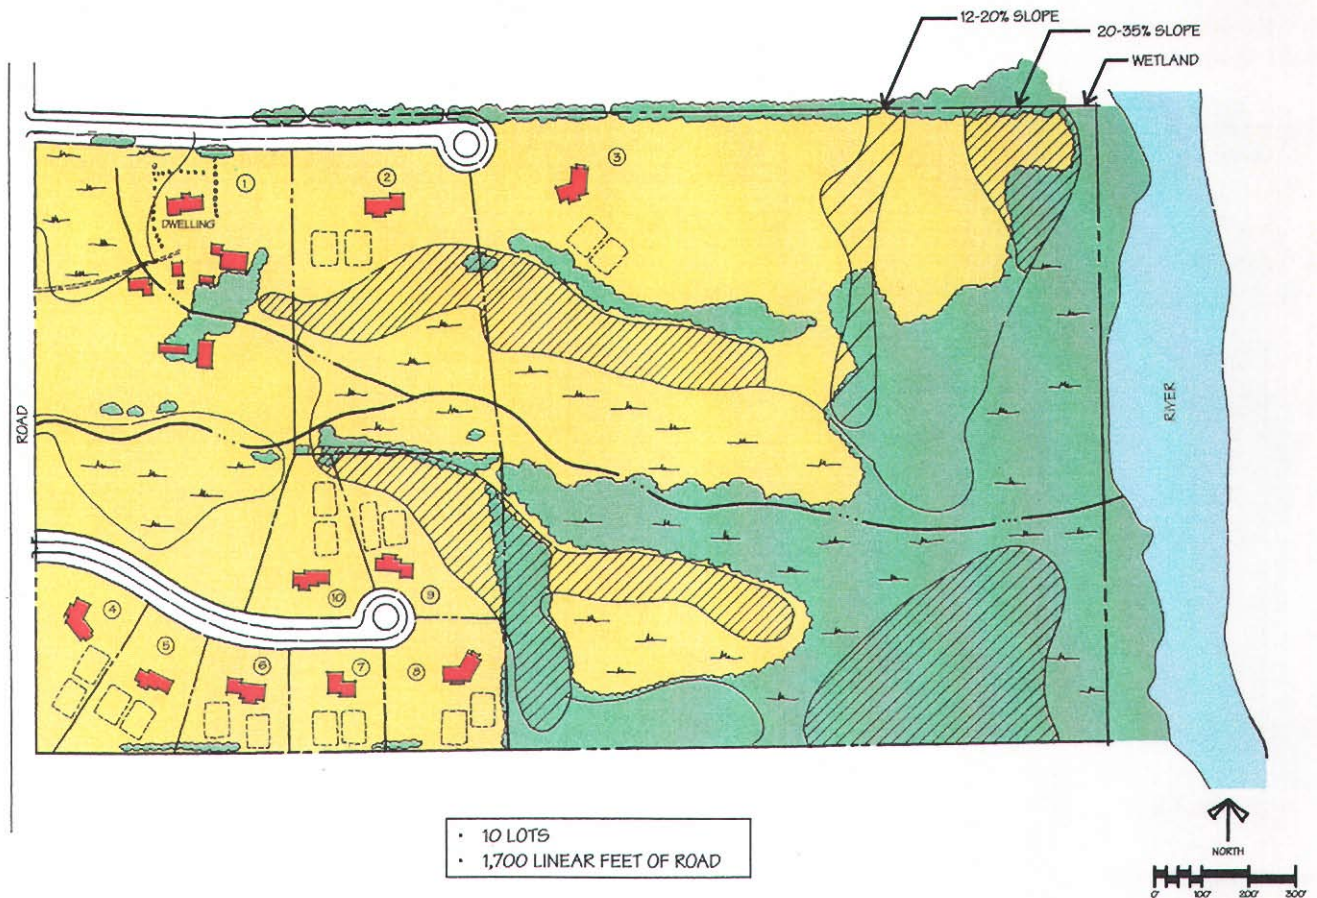 12-20% SLOPE
20-35% SLOPE
WETLAND
3
1
2
DWELLING
ROAD
RIVER
4
10
9
5
6
7
8
· 10 LOTS
· 1,700 LINEAR FEET OF ROAD
NORTH
0' 100' 200' 300'